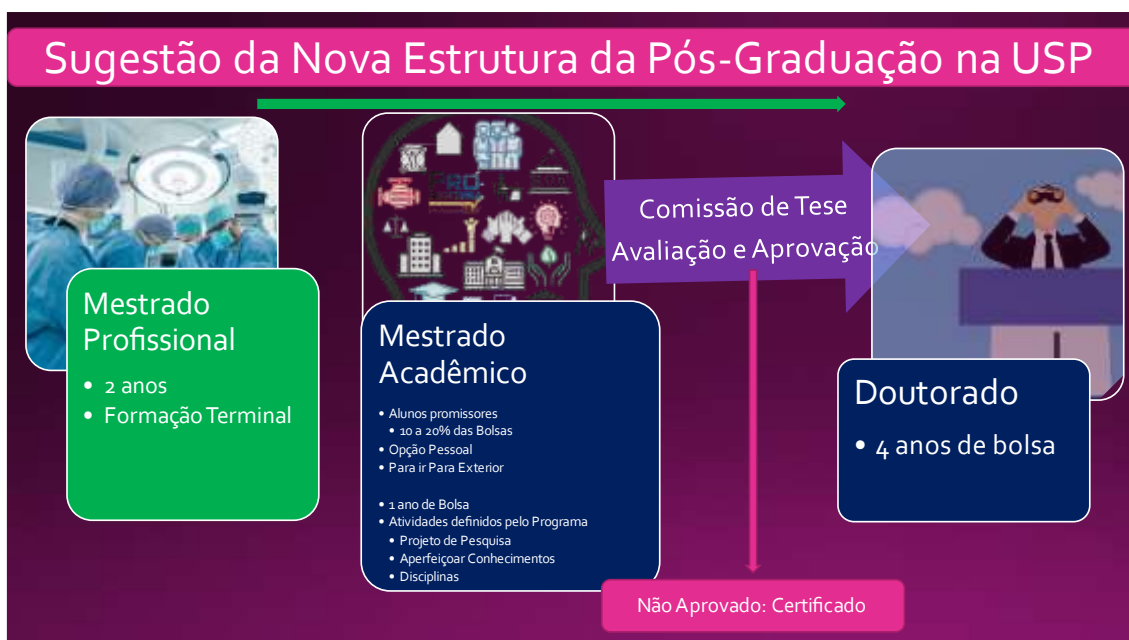 Sugestão da Nova Estrutura da Pós-Graduação na USP
Mestrado
Profissional
• 2 anos
• Formação Terminal
Mestrado
Acadêmico
• Alunos promissores
• 10 a 20% das Bolsas
• Opção Pessoal
• Para ir Para Exterior
• 1 ano de Bolsa
• Atividades definidos pelo Programa
• Projeto de Pesquisa
• Aperfeiçoar Conhecimentos
• Disciplinas
Comissão de Tese
Avaliação e Aprovação
Doutorado
• 4 anos de bolsa
Não Aprovado: Certificado